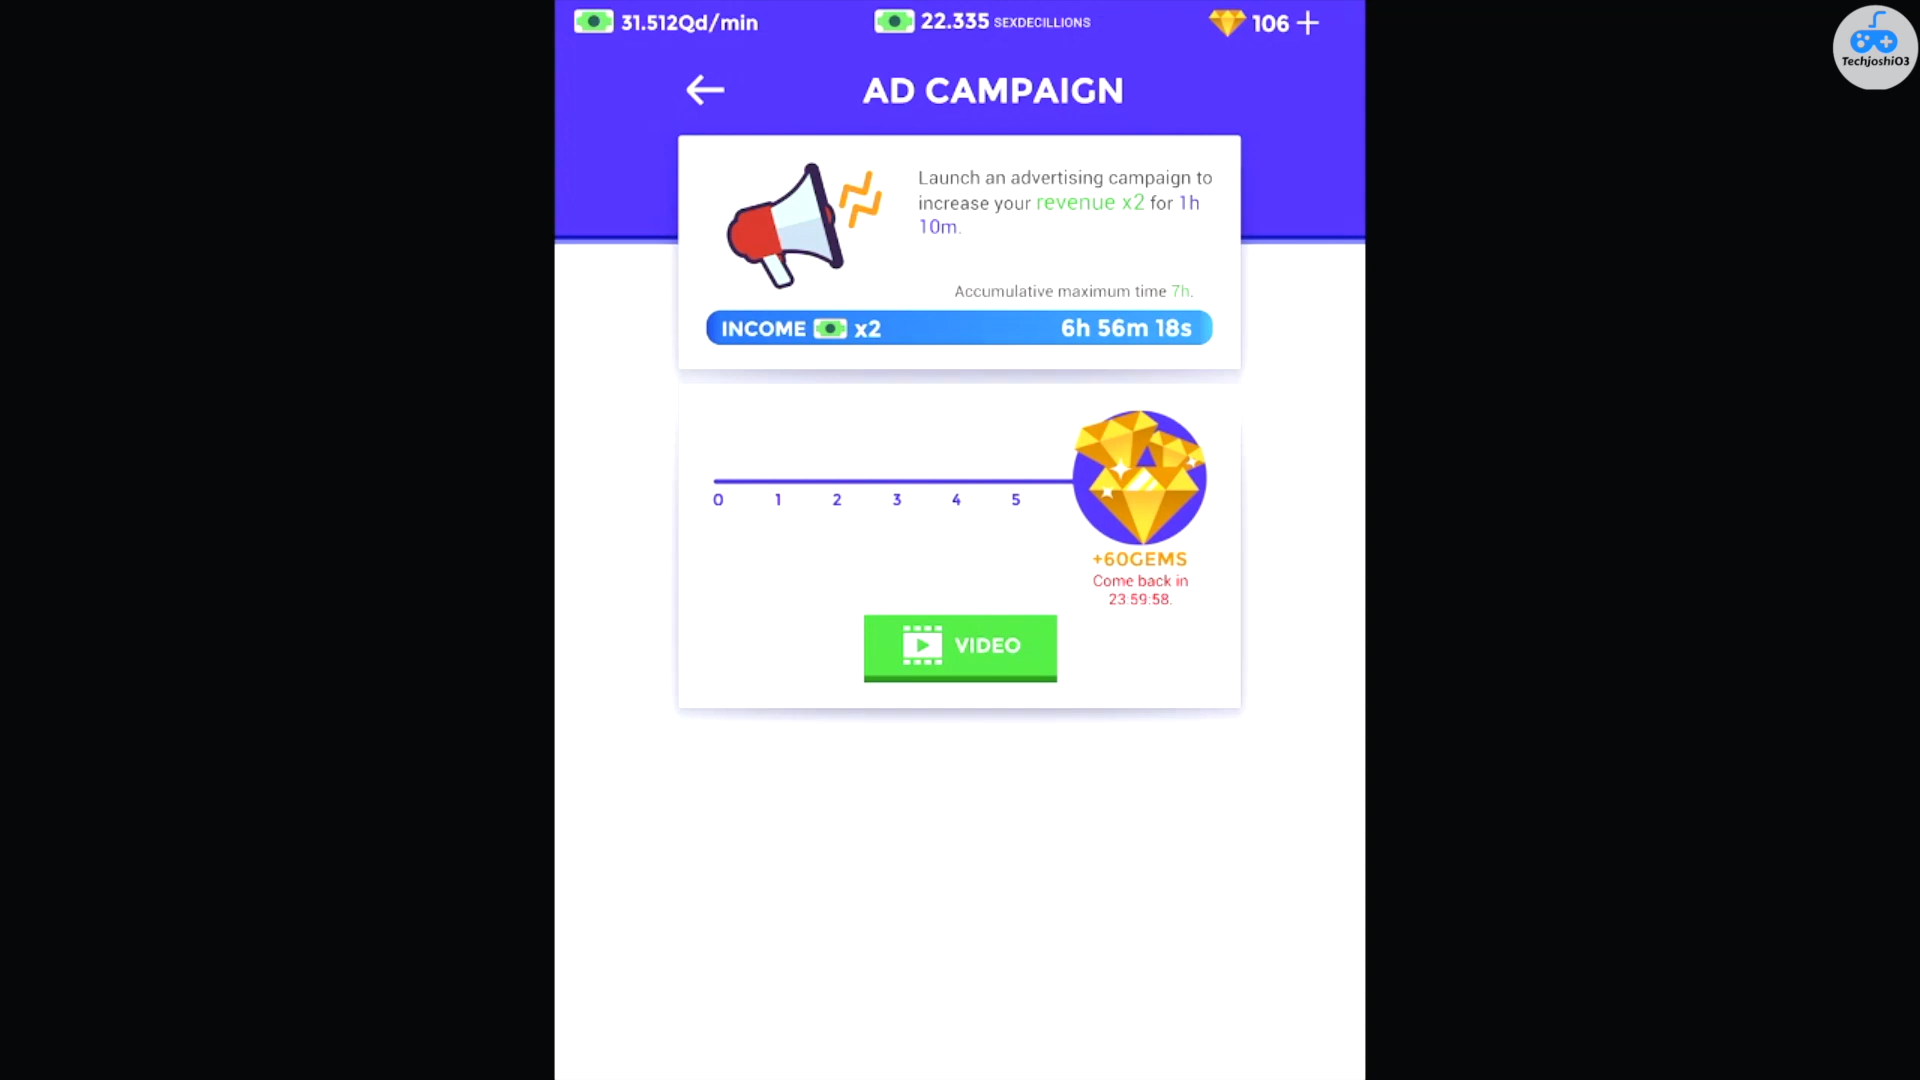 31.512Qd/min
22.335 SEXDECILLIONS
106
Techjoshi03
AD CAMPAIGN
Launch an advertising campaign to
increase your revenue x2 for 1h
10m.
Accumulative maximum time 7h.
INCOME x2
6h 56m 18s
0 1 2 3 4 5
+60GEMS
Come back in
23:59:58.
VIDEO